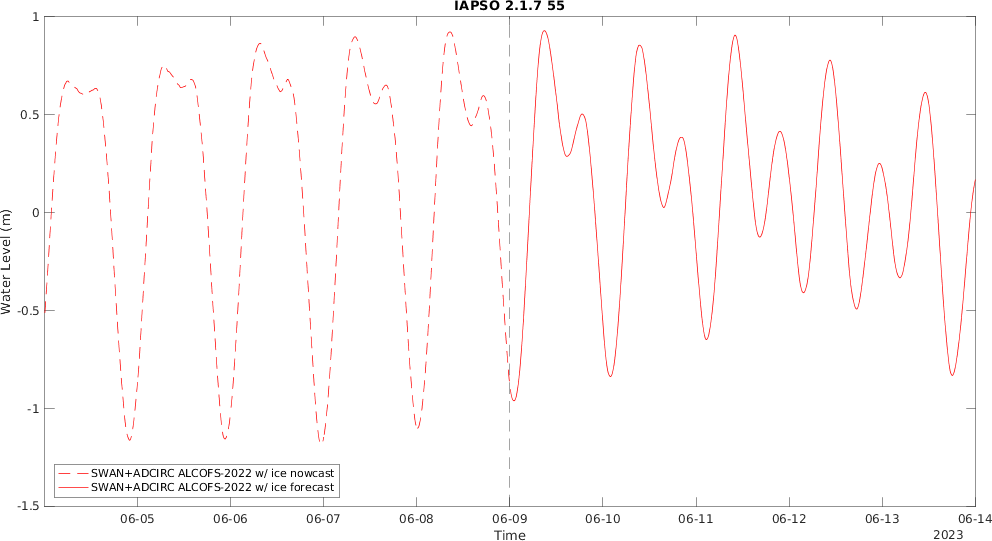 IAPSO 2.1.7 55
Water Level (m)
1
0.5
0
-0.5
-1
-1.5
SWAN+ADCIRC ALCOFS-2022 w/ ice nowcast
SWAN+ADCIRC ALCOFS-2022 w/ ice forecast
06-05 06-06 06-07 06-08 06-09 06-10 06-11 06-12 06-13 06-14
Time
2023